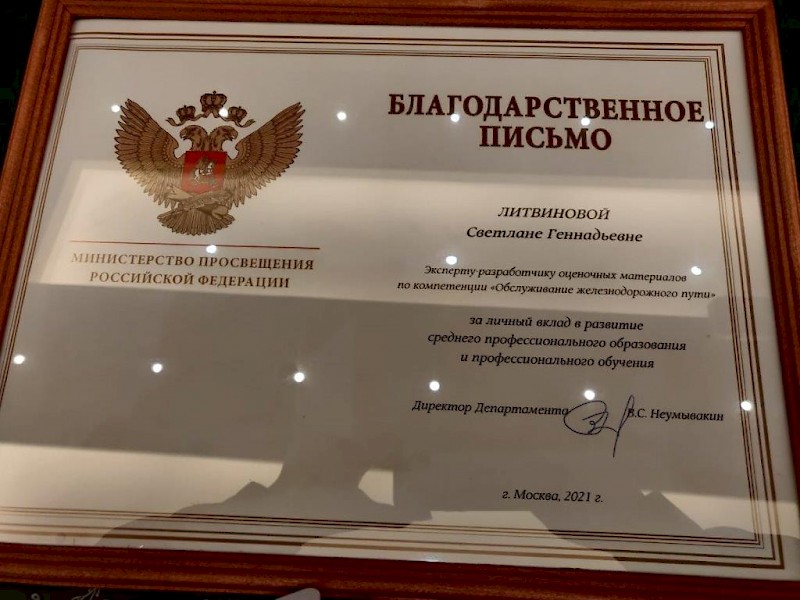 МИНИСТЕРСТВО ПРОСВЕЩЕНИЯ
РОССИЙСКОЙ ФЕДЕРАЦИИ
БЛАГОДАРСТВЕННОЕ
ПИСЬМО
ЛИТВИНОВОЙ
Светлане Геннадьевне
Эксперту-разработчику оценочных материалов
по компетенции «Обслуживание железнодорожного пути»
за личный вклад в развитие
среднего профессионального образования
и профессионального обучения
Директор Департамента В.С. Неумывакин
г. Москва, 2021 г.